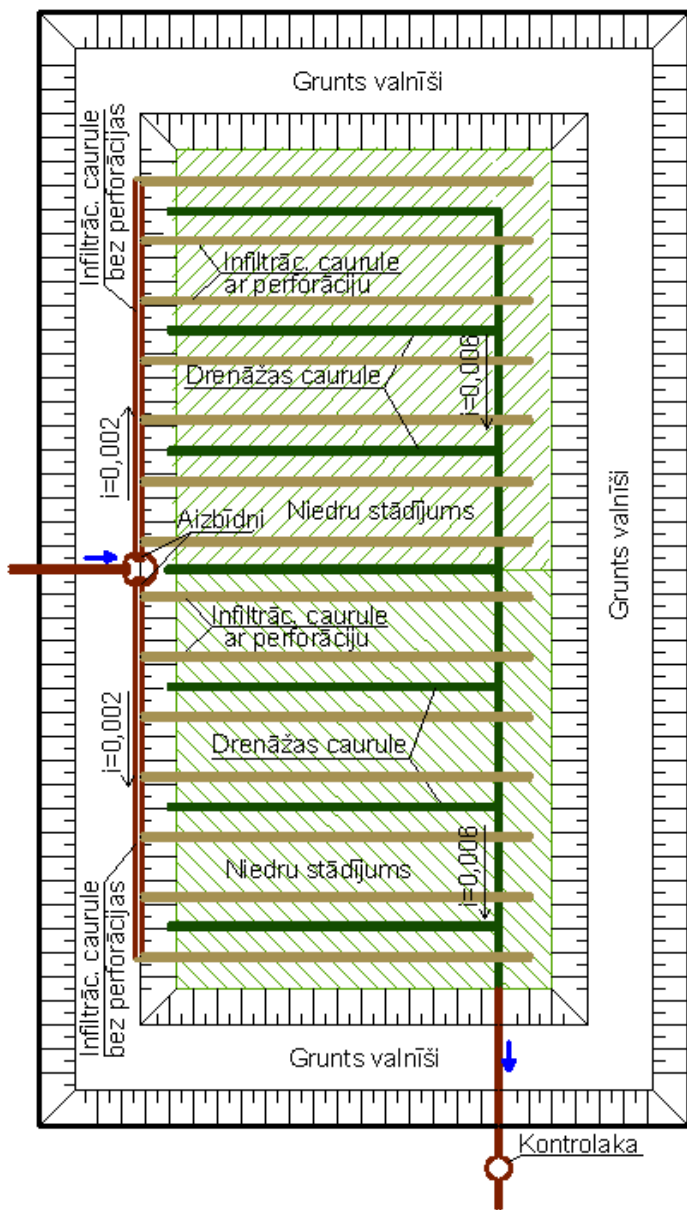 Grunts valnīši
Infiltrāc. caurule
bez perforācijas
Infiltrāc. caurule
ar perforāciju
i=0,006
Drenāžas caurule
i=0,002
Niedru stādījums
Aizbīdni
Grunts valnīši
Infiltrāc. caurule
ar perforāciju
i=0,002
Drenāžas caurule
i=0,006
Niedru stādījums
Infiltrāc. caurule
bez perforācijas
Grunts valnīši
Kontrolaka